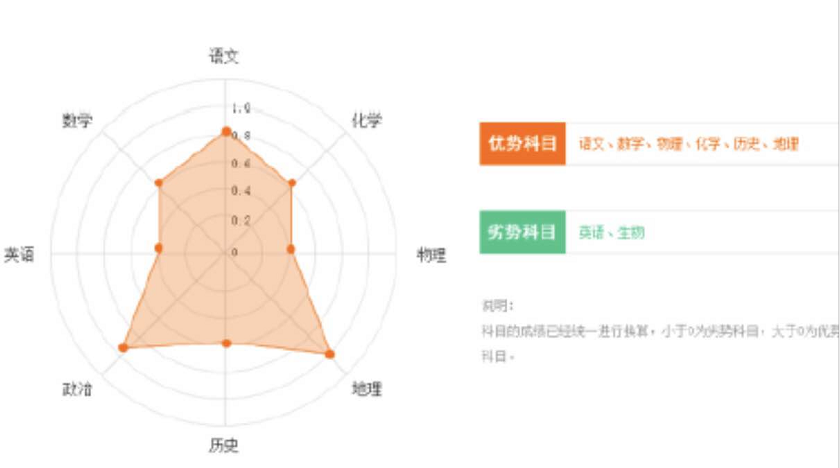 语文
数学
化学
1.0
0.8
0.6
0.4
0.2
0
英语
物理
政治
地理
历史
优势科目
语文、数学、物理、化学、历史、地理
劣势科目
英语、生物
说明:
科目的成绩已经统一进行换算，小于0为劣势科目，大于0为优势
科目。